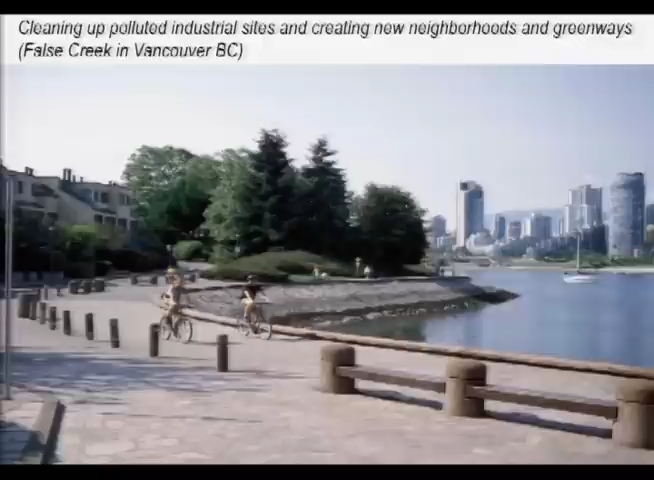 Cleaning up polluted industrial sites and creating new neighborhoods and greenways
(False Creek in Vancouver BC)